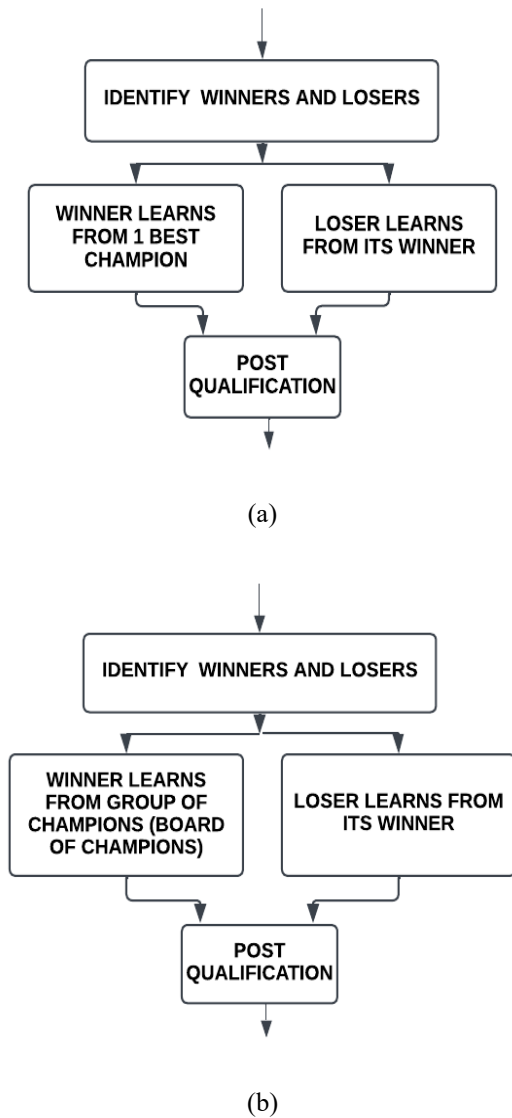 IDENTIFY WINNERS AND LOSERS
WINNER LEARNS
FROM 1 BEST
CHAMPION
LOSER LEARNS
FROM ITS WINNER
POST
QUALIFICATION
(a)
IDENTIFY WINNERS AND LOSERS
WINNER LEARNS
FROM GROUP OF
CHAMPIONS (BOARD
OF CHAMPIONS)
LOSER LEARNS FROM
ITS WINNER
POST
QUALIFICATION
(b)